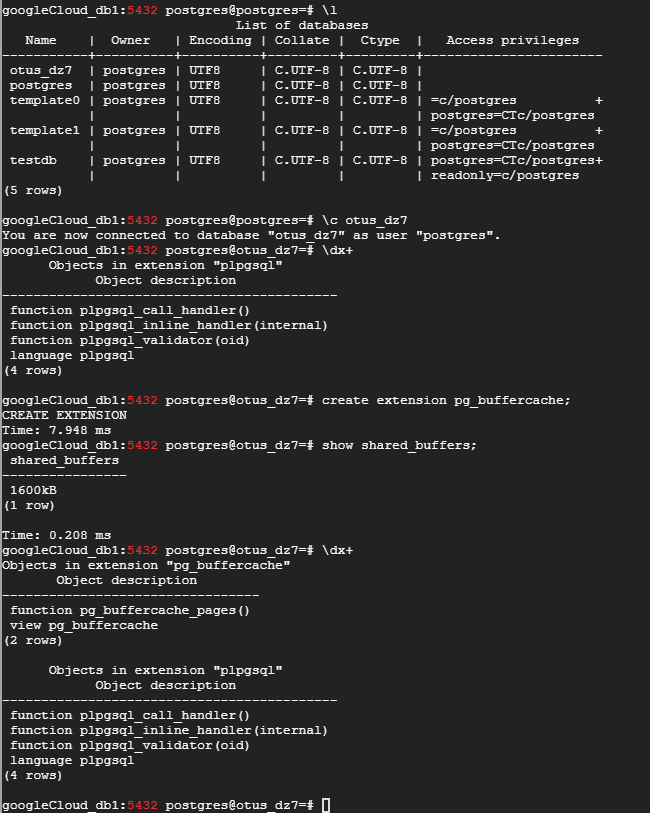 googleCloud_db1:5432 postgres@postgres=# \l
                              List of databases
   Name    |  Owner   | Encoding | Collate |  Ctype  |   Access privileges
-----------+----------+----------+---------+---------+-----------------------
 otus_dz7  | postgres | UTF8     | C.UTF-8 | C.UTF-8 |
 postgres  | postgres | UTF8     | C.UTF-8 | C.UTF-8 |
 template0 | postgres | UTF8     | C.UTF-8 | C.UTF-8 | =c/postgres          +
           |          |          |         |         | postgres=CTc/postgres
 template1 | postgres | UTF8     | C.UTF-8 | C.UTF-8 | =c/postgres          +
           |          |          |         |         | postgres=CTc/postgres
 testdb    | postgres | UTF8     | C.UTF-8 | C.UTF-8 | postgres=CTc/postgres+
           |          |          |         |         | readonly=c/postgres
(5 rows)

googleCloud_db1:5432 postgres@postgres=# \c otus_dz7
You are now connected to database "otus_dz7" as user "postgres".
googleCloud_db1:5432 postgres@otus_dz7=# \dx+
      Objects in extension "plpgsql"
            Object description
-------------------------------------------
 function plpgsql_call_handler()
 function plpgsql_inline_handler(internal)
 function plpgsql_validator(oid)
 language plpgsql
(4 rows)

googleCloud_db1:5432 postgres@otus_dz7=# create extension pg_buffercache;
CREATE EXTENSION
Time: 7.948 ms
googleCloud_db1:5432 postgres@otus_dz7=# show shared_buffers;
 shared_buffers
----------------
 1600kB
(1 row)

Time: 0.208 ms
googleCloud_db1:5432 postgres@otus_dz7=# \dx+
Objects in extension "pg_buffercache"
       Object description
---------------------------------
 function pg_buffercache_pages()
 view pg_buffercache
(2 rows)

      Objects in extension "plpgsql"
            Object description
-------------------------------------------
 function plpgsql_call_handler()
 function plpgsql_inline_handler(internal)
 function plpgsql_validator(oid)
 language plpgsql
(4 rows)

googleCloud_db1:5432 postgres@otus_dz7=#